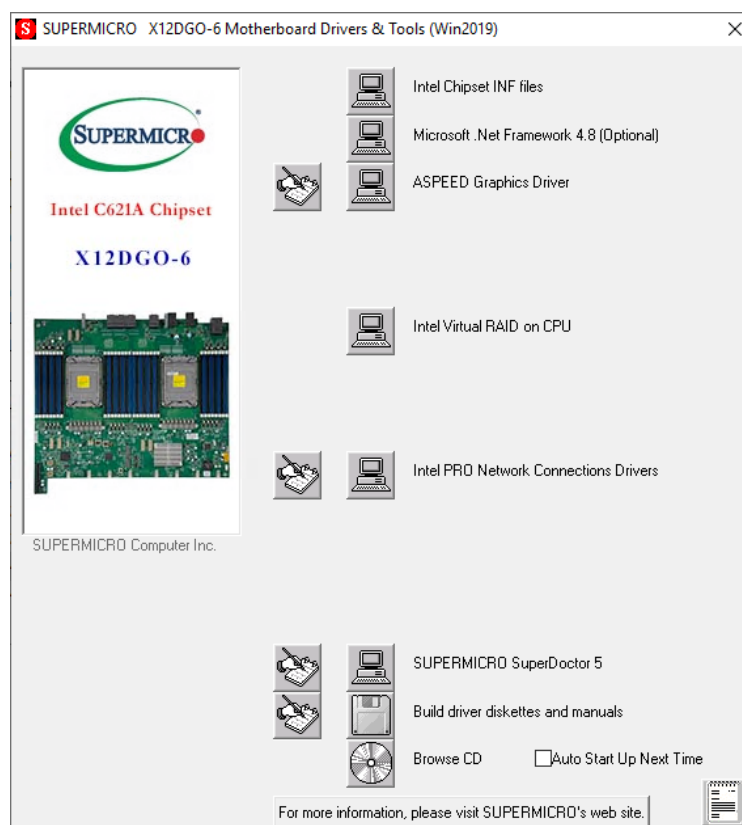 SUPERMICRO X12DGO-6 Motherboard Drivers & Tools (Win2019)
SUPERMICRO
Intel C621A Chipset
X12DGO-6
SUPERMICRO Computer Inc.
Intel Chipset INF files
Microsoft .Net Framework 4.8 (Optional)
ASPEED Graphics Driver
Intel Virtual RAID on CPU
Intel PRO Network Connections Drivers
SUPERMICRO SuperDoctor 5
Build driver diskettes and manuals
Browse CD
Auto Start Up Next Time
For more information, please visit SUPERMICRO's web site.